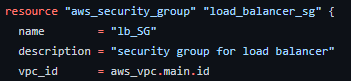 resource "aws_security_group" "load_balancer_sg" {
  name        = "lb_SG"
  description = "security group for load balancer"
  vpc_id      = aws_vpc.main.id